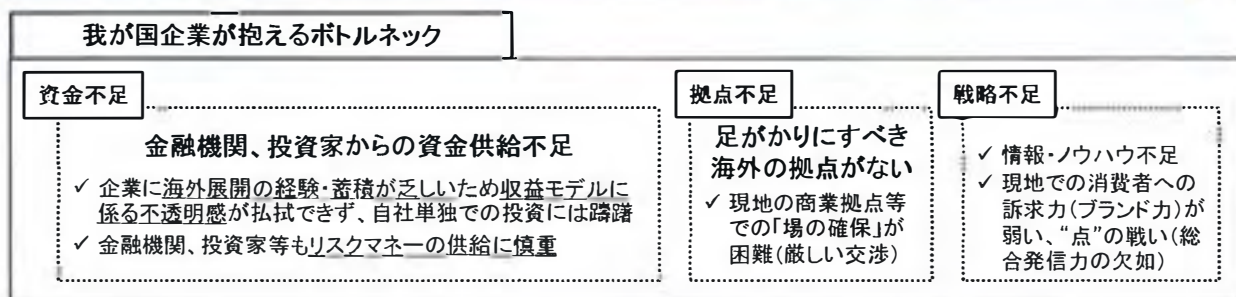 我が国企業が抱えるボトルネック
資金不足
金融機関、投資家からの資金供給不足
✓ 企業に海外展開の経験・蓄積が乏しいため収益モデルに
係る不透明感が払拭できず、自社単独での投資には躊躇
✓ 金融機関、投資家等もリスクマネーの供給に慎重
拠点不足
足がかりにすべき
海外の拠点がない
✓ 現地の商業拠点等
での「場の確保」が
困難(厳しい交渉)
戦略不足
✓ 情報・ノウハウ不足
✓ 現地での消費者への
訴求力(ブランド力)が
弱い、“点”の戦い(総
合発信力の欠如)